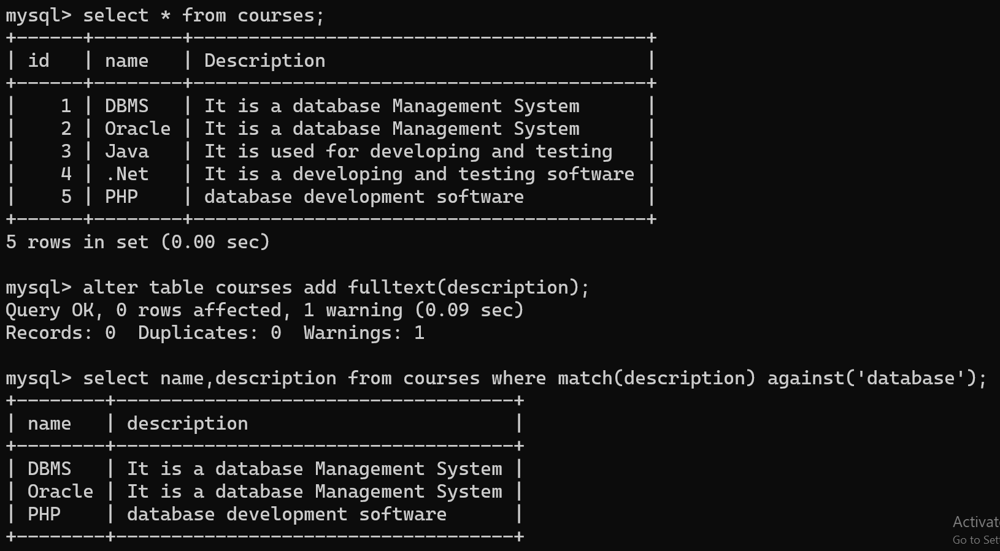 mysql> select * from courses;
+------+--------+-----------------------------------------+
| id   | name   | Description                             |
+------+--------+-----------------------------------------+
|    1 | DBMS   | It is a database Management System      |
|    2 | Oracle | It is a database Management System      |
|    3 | Java   | It is used for developing and testing   |
|    4 | .Net   | It is a developing and testing software |
|    5 | PHP    | database development software           |
+------+--------+-----------------------------------------+
5 rows in set (0.00 sec)
mysql> alter table courses add fulltext(description);
Query OK, 0 rows affected, 1 warning (0.09 sec)
Records: 0  Duplicates: 0  Warnings: 1
mysql> select name,description from courses where match(description) against('database');
+--------+------------------------------------+
| name   | description                        |
+--------+------------------------------------+
| DBMS   | It is a database Management System |
| Oracle | It is a database Management System |
| PHP    | database development software      |
+--------+------------------------------------+
Activat
Go to Set